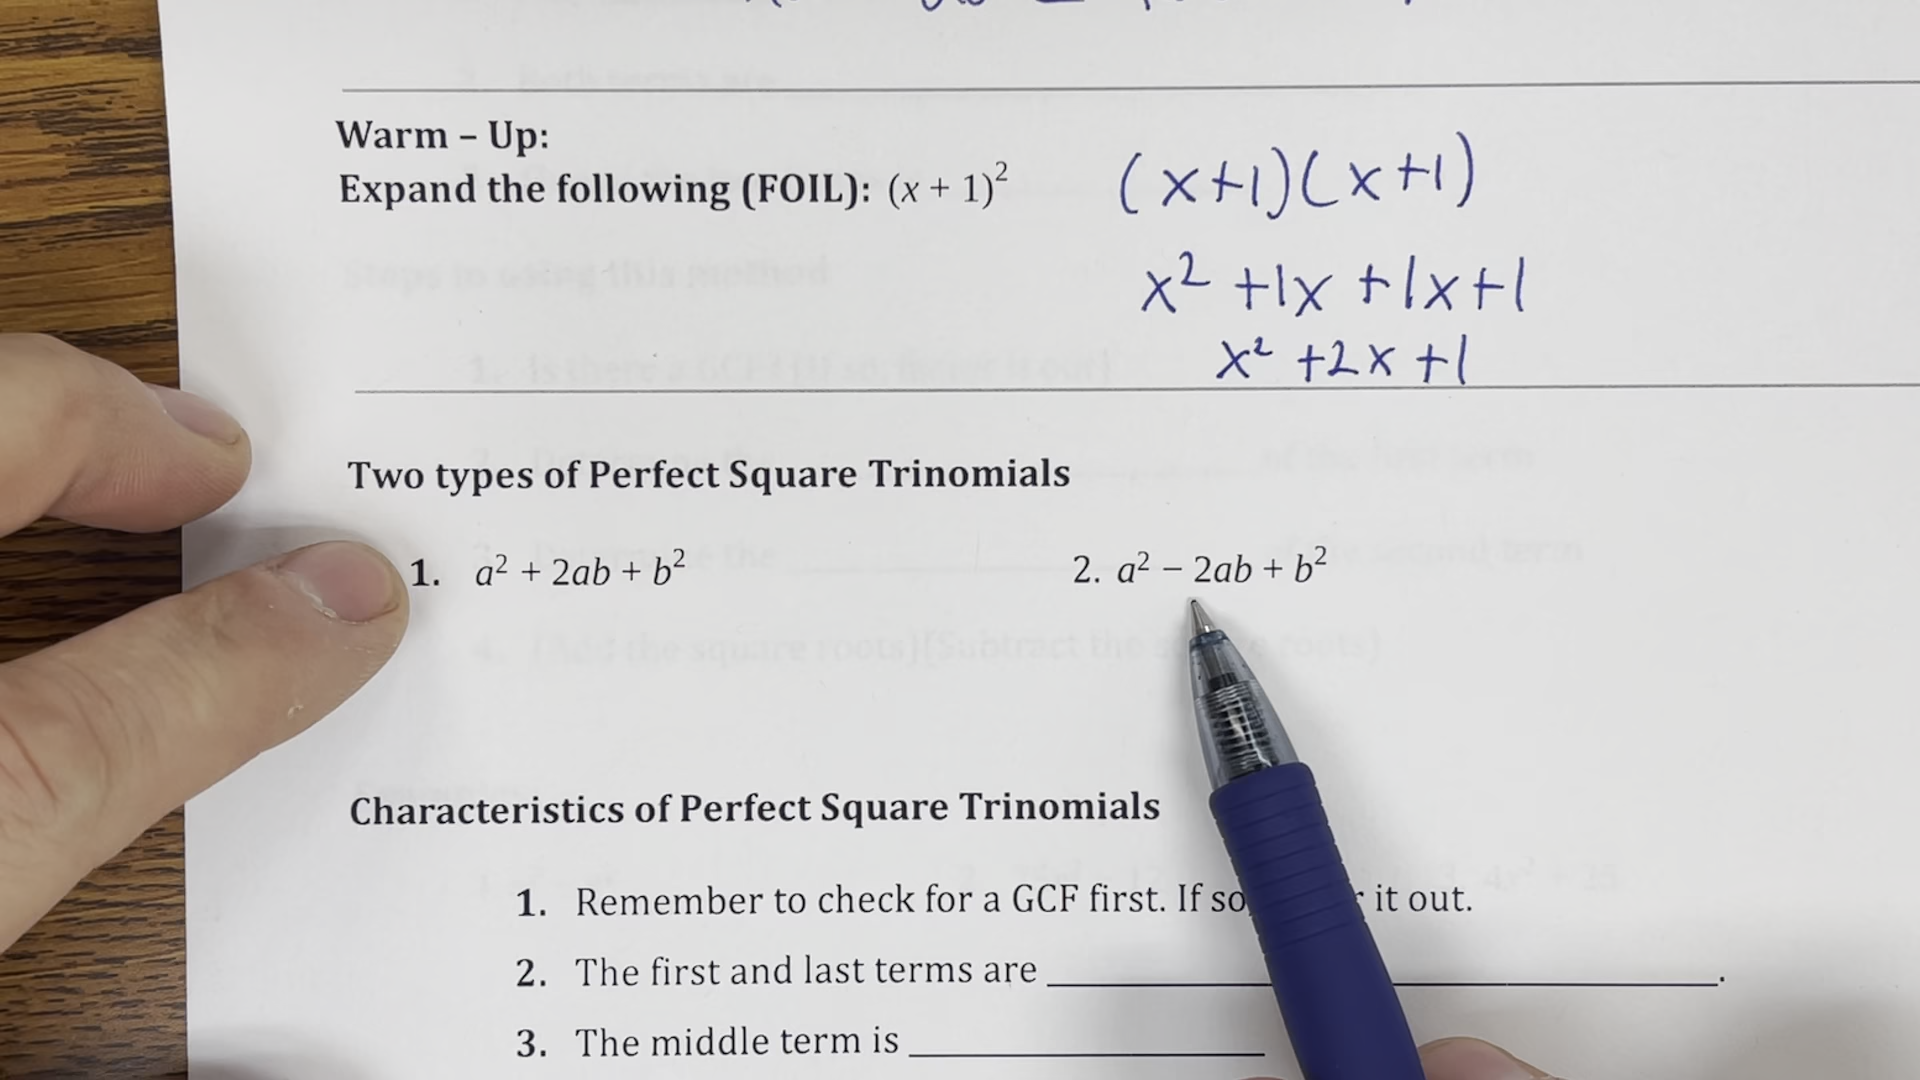 Warm – Up:
Expand the following (FOIL): (x + 1)² (x+1)(x+1)
x² +1x +1x+1
x² +2x +1
Two types of Perfect Square Trinomials
1. a² + 2ab + b² 2. a² − 2ab + b²
Characteristics of Perfect Square Trinomials
1. Remember to check for a GCF first. If so it out.
2. The first and last terms are ____________.
3. The middle term is ____________